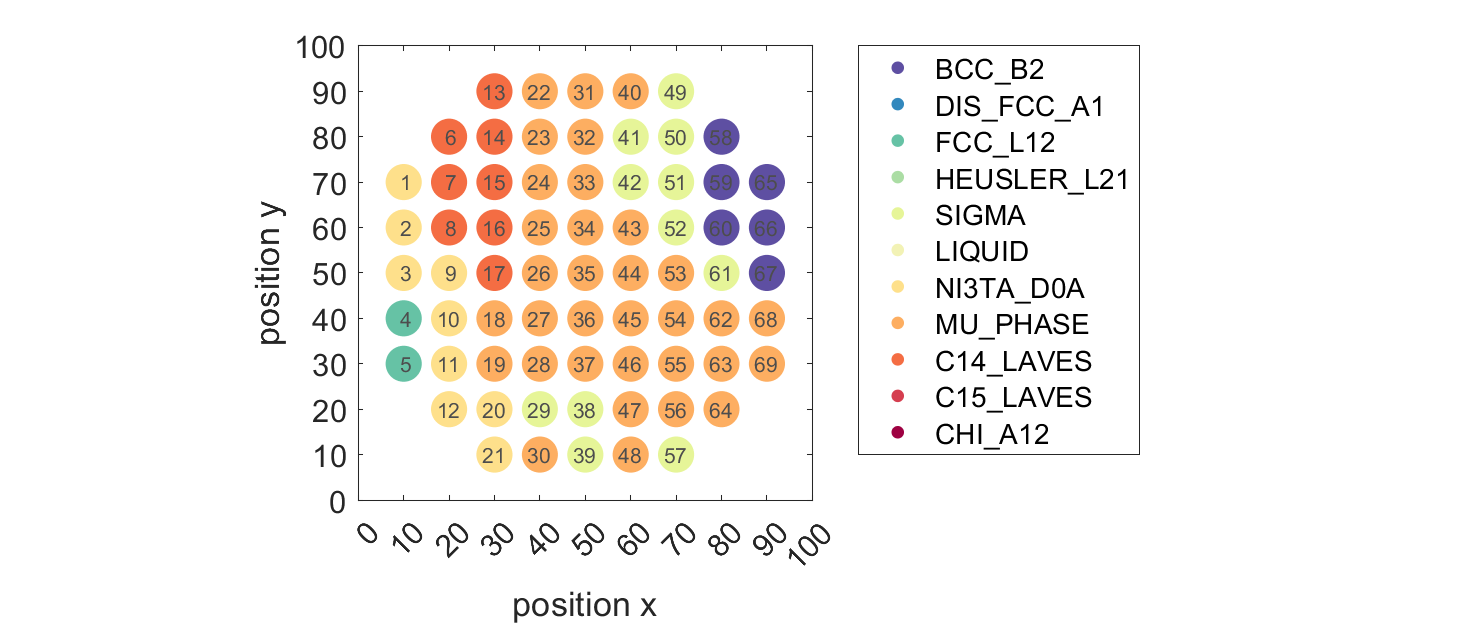 100
90
80
70
60
50
40
30
20
10
0
position y
13 22 31 40 49
6 14 23 32 41 50 58
1 7 15 24 33 42 51 59 65
2 8 16 25 34 43 52 60 66
3 9 17 26 35 44 53 61 67
4 10 18 27 36 45 54 62 68
5 11 19 28 37 46 55 63 69
12 20 29 38 47 56 64
21 30 39 48 57
0 10 20 30 40 50 60 70 80 90 100
position x
BCC_B2
DIS_FCC_A1
FCC_L12
HEUSLER_L21
SIGMA
LIQUID
NI3TA_D0A
MU_PHASE
C14_LAVES
C15_LAVES
CHI_A12